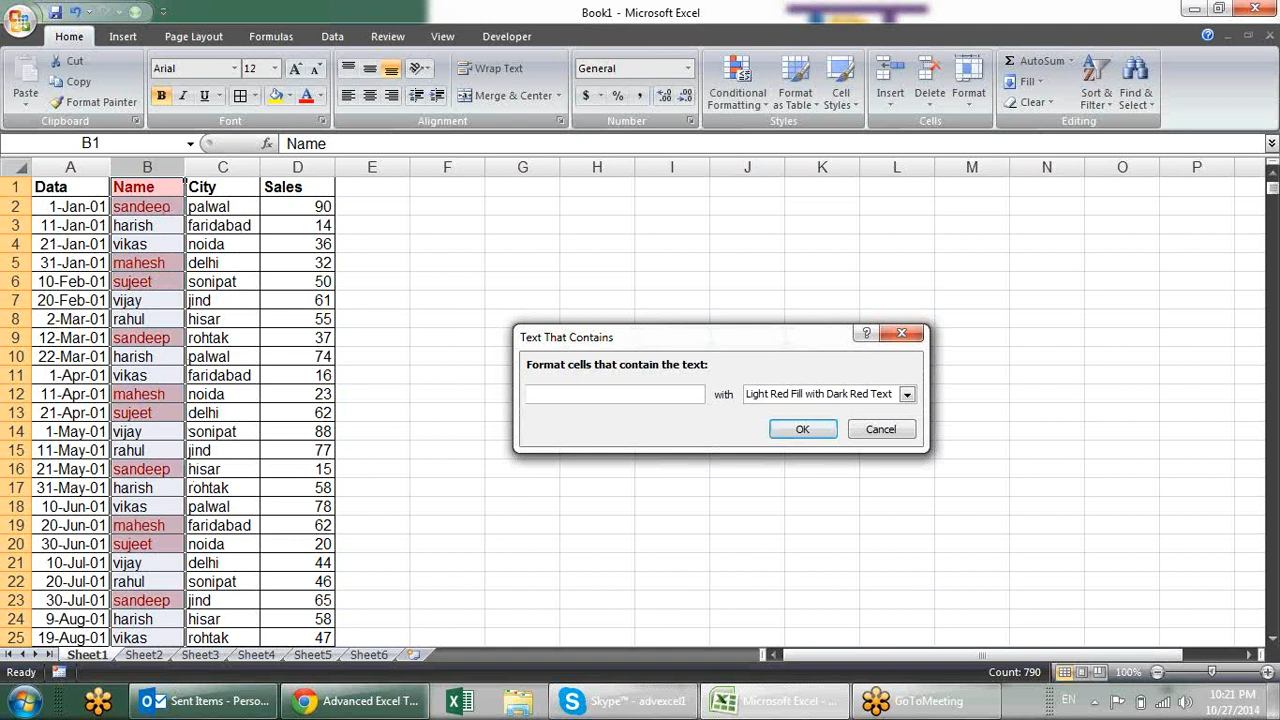 Book1 - Microsoft Excel
Home Insert Page Layout Formulas Data Review View Developer
Cut
Copy
Format Painter
Paste
Clipboard
Arial 12
B I U
Font
Wrap Text
Merge & Center
Alignment
General
$ % ,
Number
Conditional Formatting
Format as Table
Cell Styles
Styles
Insert Delete Format
Cells
AutoSum
Fill
Clear
Sort & Filter
Find & Select
Editing
B1 fx Name
A B C D E F G H I J K L M N O P
1 Data Name City Sales
2 1-Jan-01 sandeep palwal 90
3 11-Jan-01 harish faridabad 14
4 21-Jan-01 vikas noida 36
5 31-Jan-01 mahesh delhi 32
6 10-Feb-01 sujeet sonipat 50
7 20-Feb-01 vijay jind 61
8 2-Mar-01 rahul hisar 55
9 12-Mar-01 sandeep rohtak 37
10 22-Mar-01 harish palwal 74
11 1-Apr-01 vikas faridabad 16
12 11-Apr-01 mahesh noida 23
13 21-Apr-01 sujeet delhi 62
14 1-May-01 vijay sonipat 88
15 11-May-01 rahul jind 77
16 21-May-01 sandeep hisar 15
17 31-May-01 harish rohtak 58
18 10-Jun-01 vikas palwal 78
19 20-Jun-01 mahesh faridabad 62
20 30-Jun-01 sujeet noida 20
21 10-Jul-01 vijay delhi 44
22 20-Jul-01 rahul sonipat 46
23 30-Jul-01 sandeep jind 65
24 9-Aug-01 harish hisar 58
25 19-Aug-01 vikas rohtak 47
Text That Contains
Format cells that contain the text:
with Light Red Fill with Dark Red Text
OK Cancel
Sheet1 Sheet2 Sheet3 Sheet4 Sheet5 Sheet6
Ready Count: 790 100%
Sent Items - Perso...
Advanced Excel T...
Skype™ - advexcel1
Microsoft Excel - ...
GoToMeeting
EN
10:21 PM
10/27/2014